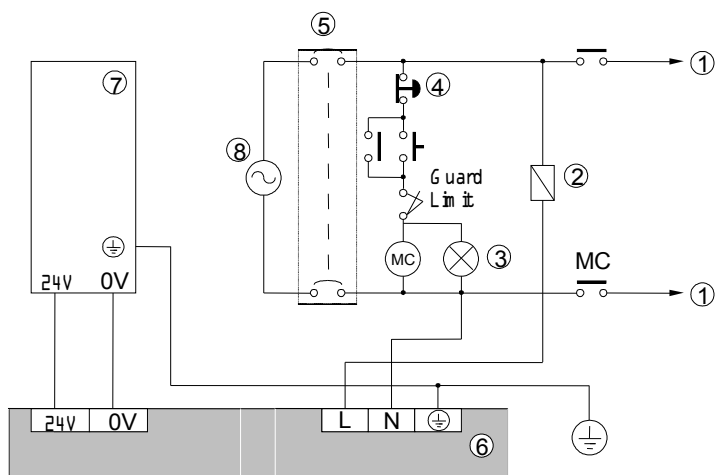 ⑤
⑦
④
①
⑧
②
Guard
Limit
MC
③
MC
①
24V 0V
24V 0V
L N
⑥